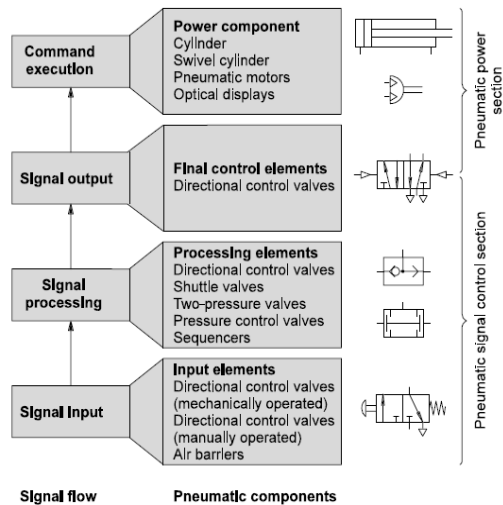 Command
execution
Power component
Cylinder
Swivel cylinder
Pneumatic motors
Optical displays
Pneumatic power
section
Signal output
Final control elements
Directional control valves
Signal
processing
Processing elements
Directional control valves
Shuttle valves
Two-pressure valves
Pressure control valves
Sequencers
Pneumatic signal control section
Signal Input
Input elements
Directional control valves
(mechanically operated)
Directional control valves
(manually operated)
Air barriers
Signal flow
Pneumatic components